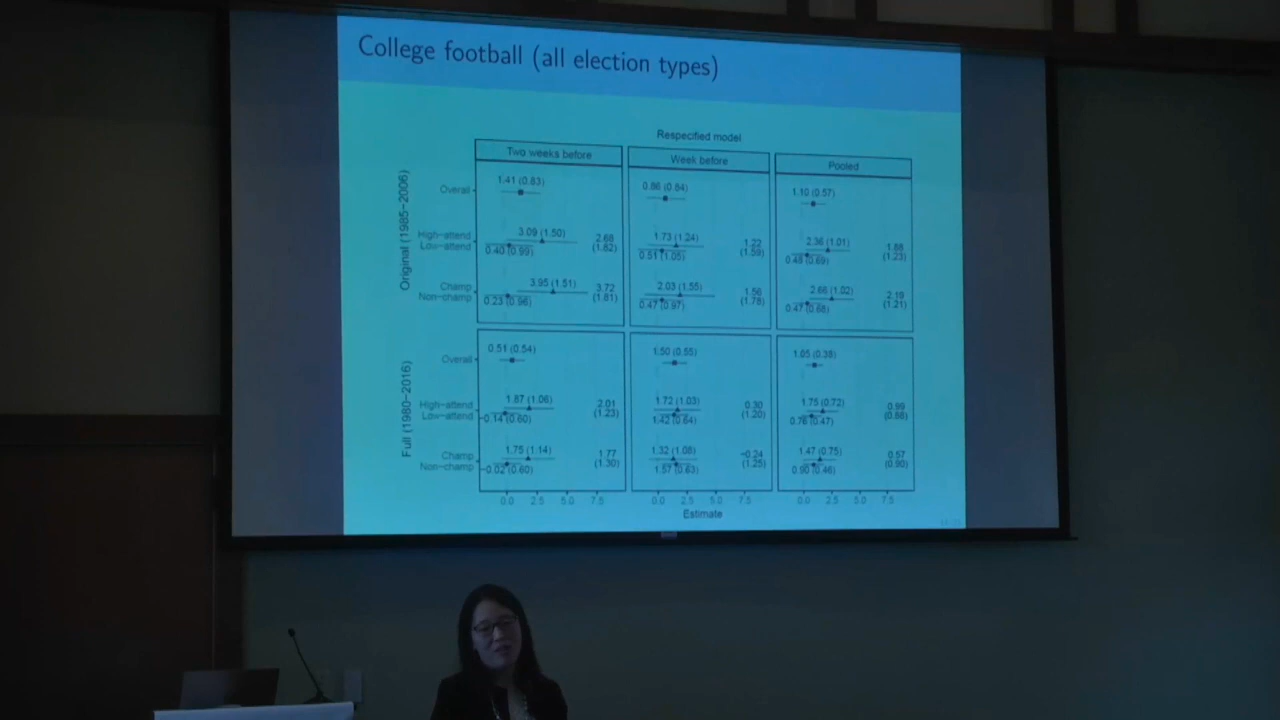 College football (all election types)
Respecified model
Two weeks before Week before Pooled
Original (1985−2006)
Overall 1.41 (0.83) 0.86 (0.84) 1.10 (0.57)
High−attend 3.09 (1.50) 2.68 1.73 (1.24) 1.22 2.36 (1.01) 1.88
Low−attend 0.40 (0.99) (1.82) 0.51 (1.05) (1.59) 0.48 (0.69) (1.23)
Champ 3.95 (1.51) 3.72 2.03 (1.55) 1.56 2.66 (1.02) 2.19
Non−champ 0.23 (0.96) (1.81) 0.47 (0.97) (1.78) 0.47 (0.68) (1.21)
Full (1980−2016)
Overall 0.51 (0.54) 1.50 (0.55) 1.05 (0.38)
High−attend 1.87 (1.06) 2.01 1.72 (1.03) 0.30 1.75 (0.72) 0.99
Low−attend −0.14 (0.60) (1.23) 1.42 (0.64) (1.20) 0.76 (0.47) (0.88)
Champ 1.75 (1.14) 1.77 1.32 (1.08) −0.24 1.47 (0.75) 0.57
Non−champ −0.02 (0.60) (1.30) 1.57 (0.63) (1.25) 0.90 (0.46) (0.90)
0.0 2.5 5.0 7.5 0.0 2.5 5.0 7.5 0.0 2.5 5.0 7.5
Estimate